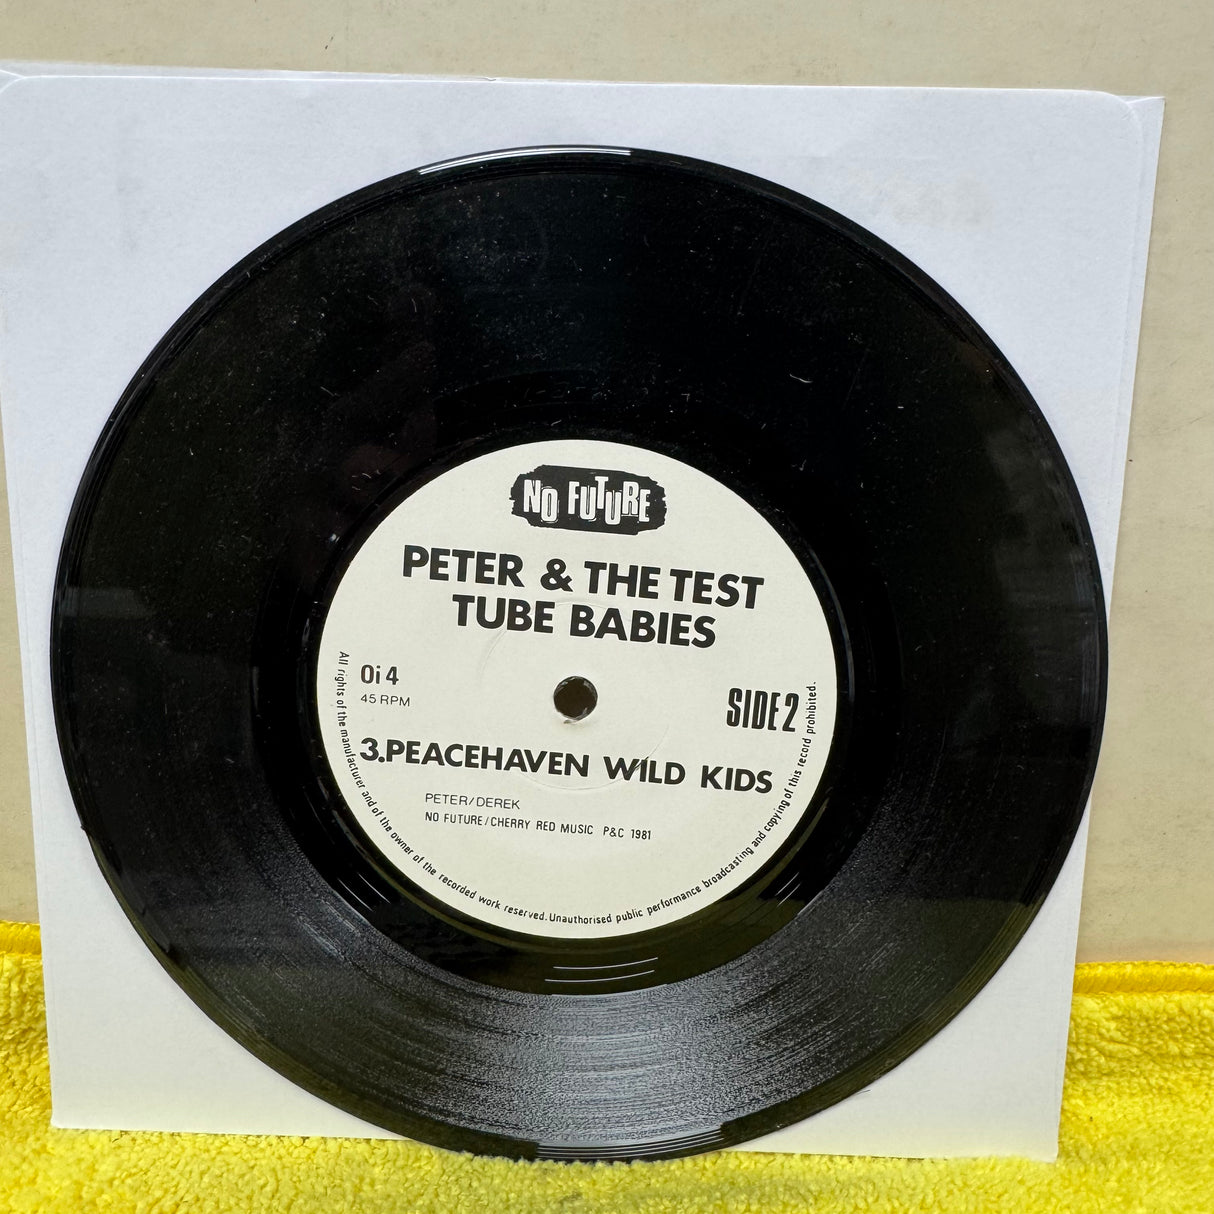 NO FUTURE
PETER & THE TEST
TUBE BABIES
Oi 4
45 RPM
SIDE 2
3.PEACEHAVEN WILD KIDS
PETER/DEREK
NO FUTURE/CHERRY RED MUSIC P&C 1981
All rights of the manufacturer and of the owner of the recorded work reserved. Unauthorised public performance broadcasting and copying of this record prohibited.